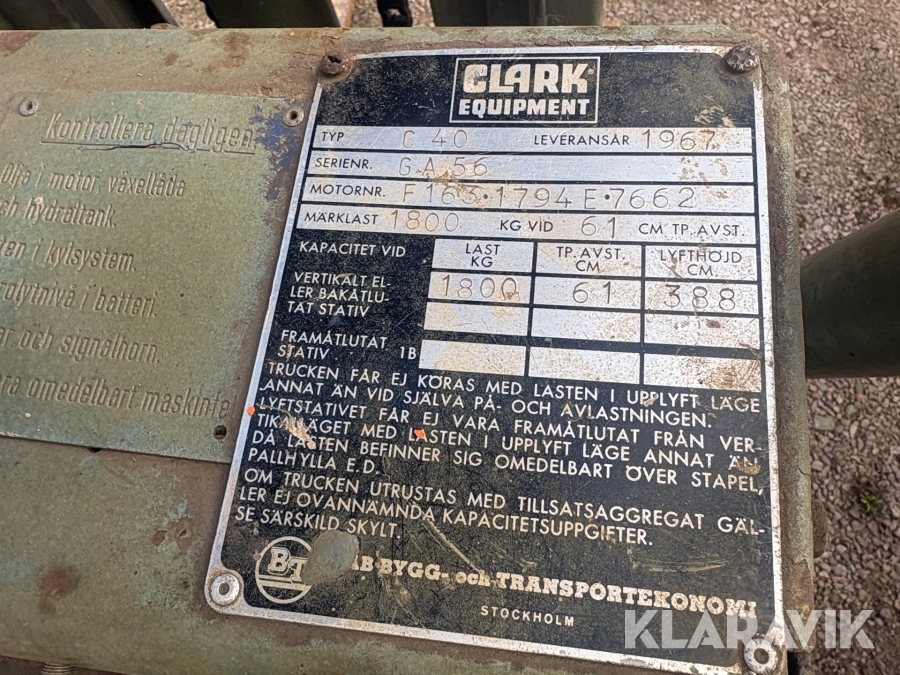 Kontrollera dagligen
Olja i motor, växellåda
och hydraltank.
i kylsystem.
i batteri.
och signalhorn.
omedelbart
CLARK
EQUIPMENT
TYP C 40 LEVERANSÅR 1967
SERIENR. GA 56
MOTORNR. F163·1794E·7662
MÄRKLAST 1800 KG VID 61 CM TP. AVST.
KAPACITET VID LAST KG TP. AVST. CM. LYFTHÖJD CM.
VERTIKALT EL- 1800 61 388
LER BAKÅTLU-
TAT STATIV
FRAMÅTLUTAT
STATIV 1B
TRUCKEN FÅR EJ KÖRAS MED LASTEN I UPPLYFT LÄGE
ANNAT ÄN VID SJÄLVA PÅ- OCH AVLASTNINGEN.
LYFTSTATIVET FÅR EJ VARA FRAMÅTLUTAT FRÅN VER-
TIKALLÄGET MED LASTEN I UPPLYFT LÄGE ANNAT ÄN
DÅ LASTEN BEFINNER SIG OMEDELBART ÖVER STAPEL,
PALLHYLLA E.D.
OM TRUCKEN UTRUSTAS MED TILLSATSAGGREGAT GÄL-
LER EJ OVANNÄMNDA KAPACITETSUPPGIFTER.
SE SÄRSKILD SKYLT.
BT AB BYGG- och TRANSPORTEKONOMI
STOCKHOLM
KLARAVIK